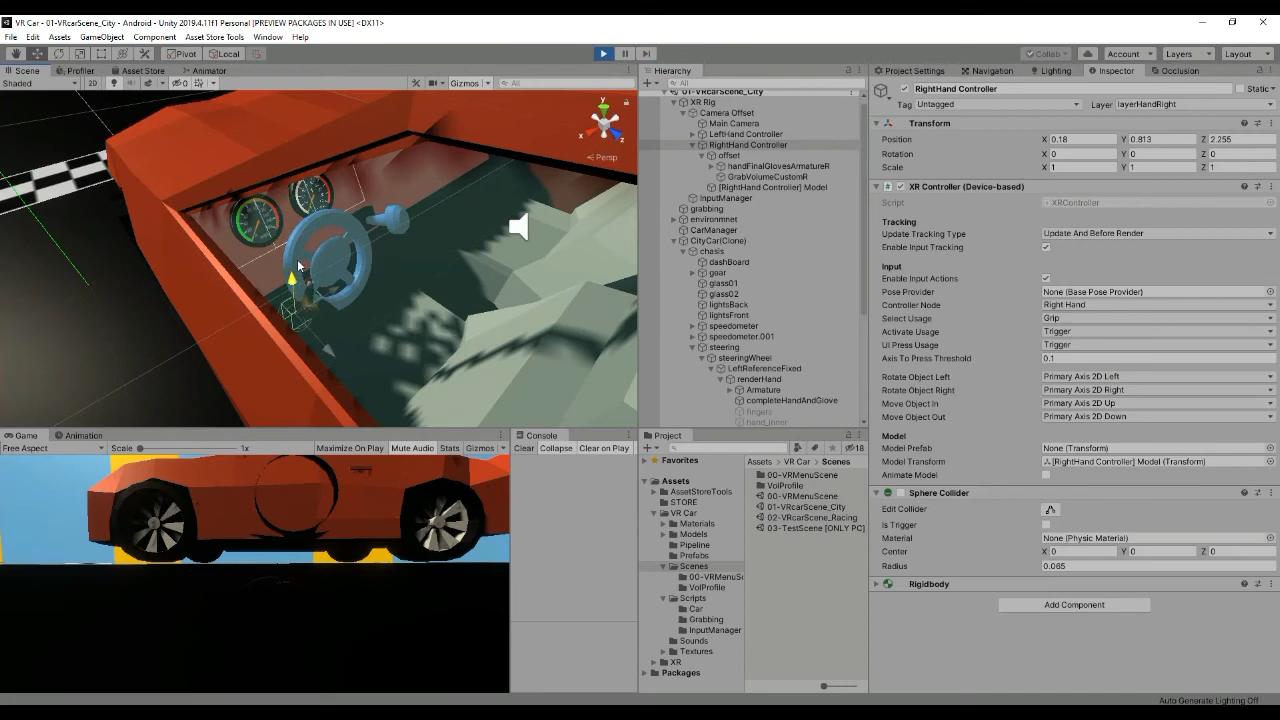 VR Car - 01-VRcarScene_City - Android - Unity 2019.4.11f1 Personal [PREVIEW PACKAGES IN USE] <DX11>
File Edit Assets GameObject Component Asset Store Tools Window Help
Pivot Local Collab Account Layers Layout
Scene Profiler Asset Store Animator
Shaded 2D 0 Gizmos All
y
x
z
Persp
Hierarchy
All
01-VRcarScene_City
XR Rig
Camera Offset
Main Camera
LeftHand Controller
RightHand Controller
offset
handFinalGlovesArmatureR
GrabVolumeCustomR
[RightHand Controller] Model
InputManager
grabbing
environmnet
CarManager
CityCar(Clone)
chasis
dashBoard
gear
glass01
glass02
lightsBack
lightsFront
speedometer
speedometer.001
steering
steeringWheel
LeftReferenceFixed
renderHand
Armature
completeHandAndGlove
fingers
hand_inner
Project Settings Navigation Lighting Inspector Occlusion
RightHand Controller Static
Tag Untagged Layer layerHandRight
Transform
Position X 0.18 Y 0.813 Z 2.255
Rotation X 0 Y 0 Z 0
Scale X 1 Y 1 Z 1
XR Controller (Device-based)
Script XRController
Tracking
Update Tracking Type Update And Before Render
Enable Input Tracking
Input
Enable Input Actions
Pose Provider None (Base Pose Provider)
Controller Node Right Hand
Select Usage Grip
Activate Usage Trigger
UI Press Usage Trigger
Axis To Press Threshold 0.1
Rotate Object Left Primary Axis 2D Left
Rotate Object Right Primary Axis 2D Right
Move Object In Primary Axis 2D Up
Move Object Out Primary Axis 2D Down
Model
Model Prefab None (Transform)
Model Transform [RightHand Controller] Model (Transform)
Animate Model
Sphere Collider
Edit Collider
Is Trigger
Material None (Physic Material)
Center X 0 Y 0 Z 0
Radius 0.065
Rigidbody
Add Component
Game Animation
Free Aspect Scale 1x Maximize On Play Mute Audio Stats Gizmos
Console
Clear Collapse Clear on Play
Project
18
Favorites
Assets
AssetStoreTools
STORE
VR Car
Materials
Models
Pipeline
Prefabs
Scenes
00-VRMenuSc
VolProfile
Scripts
Car
Grabbing
InputManager
Sounds
Textures
XR
Packages
Assets VR Car Scenes
00-VRMenuScene
VolProfile
00-VRMenuScene
01-VRcarScene_City
02-VRcarScene_Racing
03-TestScene [ONLY PC]
Auto Generate Lighting Off